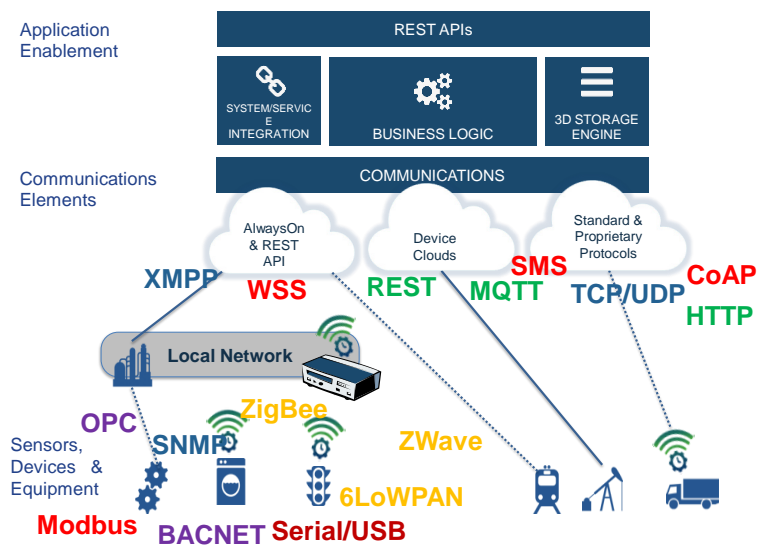 Application
Enablement
REST APIs
SYSTEM/SERVIC
E
INTEGRATION
BUSINESS LOGIC
3D STORAGE
ENGINE
Communications
Elements
COMMUNICATIONS
AlwaysOn
& REST
API
Device
Clouds
Standard &
Proprietary
Protocols
XMPP
WSS
REST
MQTT
SMS
TCP/UDP
CoAP
HTTP
Local Network
OPC
SNMP
ZigBee
ZWave
Sensors,
Devices &
Equipment
6LoWPAN
Modbus
BACNET
Serial/USB